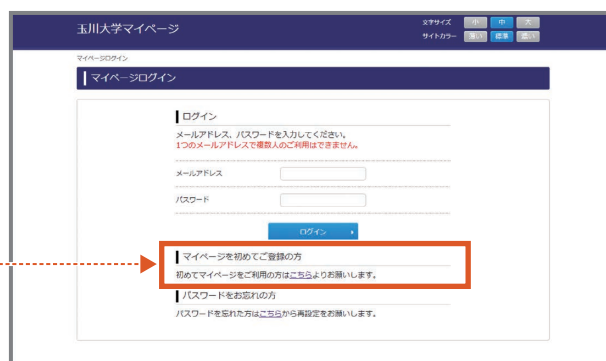 玉川大学マイページ
文字サイズ 小 中 大
サイトカラー 薄い 標準 濃い
マイページログイン
マイページログイン
ログイン
メールアドレス、パスワードを入力してください。
1つのメールアドレスで複数人のご利用はできません。
メールアドレス
パスワード
ログイン
マイページを初めてご登録の方
初めてマイページをご利用の方はこちらよりお願いします。
パスワードをお忘れの方
パスワードを忘れた方はこちらから再設定をお願いします。